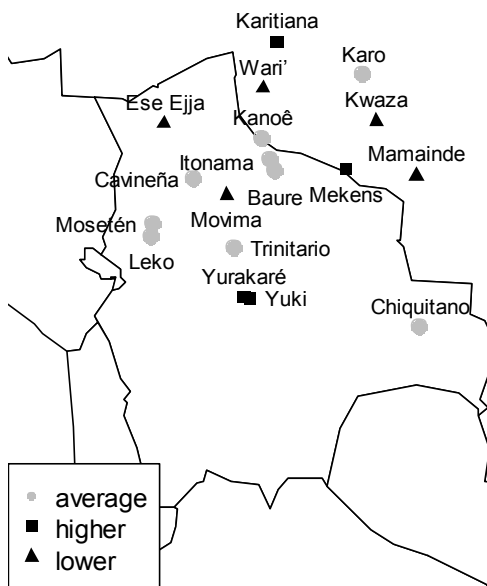 Karitiana
Karo
Wari'
Ese Ejja
Kwaza
Kanoê
Itonama
Mamainde
Cavineña
Baure
Mekens
Mosetén
Movima
Leko
Trinitario
Yurakaré
Yuki
Chiquitano
average
higher
lower